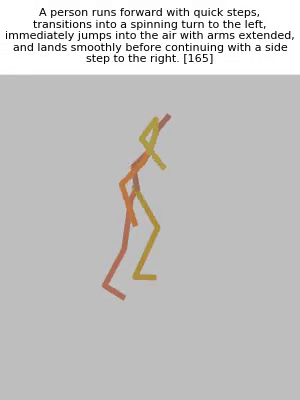 A person runs forward with quick steps,
transitions into a spinning turn to the left,
immediately jumps into the air with arms extended,
and lands smoothly before continuing with a side
step to the right. [165]